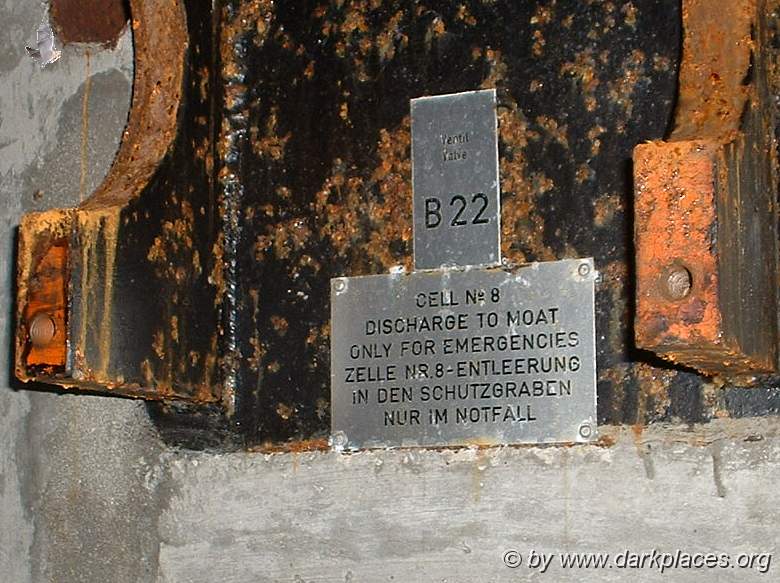 Ventil
Valve
B 22
CELL № 8
DISCHARGE TO MOAT
ONLY FOR EMERGENCIES
ZELLE NR.8-ENTLEERUNG
iN DEN SCHUTZGRABEN
NUR iM NOTFALL
© by www.darkplaces.org